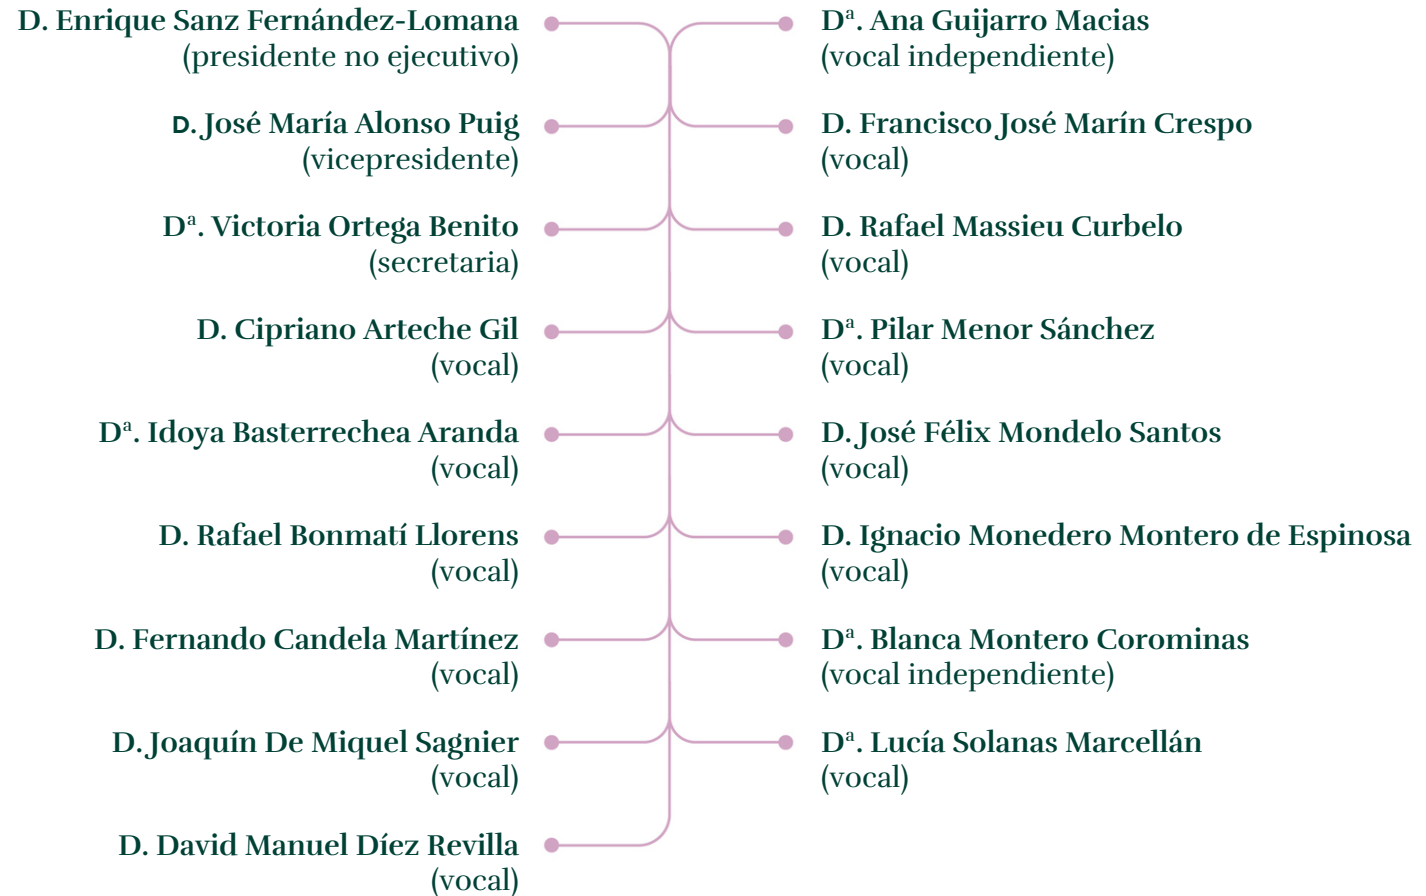 D. Enrique Sanz Fernández-Lomana
(presidente no ejecutivo)
D. José María Alonso Puig
(vicepresidente)
Dª. Victoria Ortega Benito
(secretaria)
D. Cipriano Arteche Gil
(vocal)
Dª. Idoya Basterrechea Aranda
(vocal)
D. Rafael Bonmatí Llorens
(vocal)
D. Fernando Candela Martínez
(vocal)
D. Joaquín De Miquel Sagnier
(vocal)
D. David Manuel Díez Revilla
(vocal)
Dª. Ana Guijarro Macias
(vocal independiente)
D. Francisco José Marín Crespo
(vocal)
D. Rafael Massieu Curbelo
(vocal)
Dª. Pilar Menor Sánchez
(vocal)
D. José Félix Mondelo Santos
(vocal)
D. Ignacio Monedero Montero de Espinosa
(vocal)
Dª. Blanca Montero Corominas
(vocal independiente)
Dª. Lucía Solanas Marcellán
(vocal)